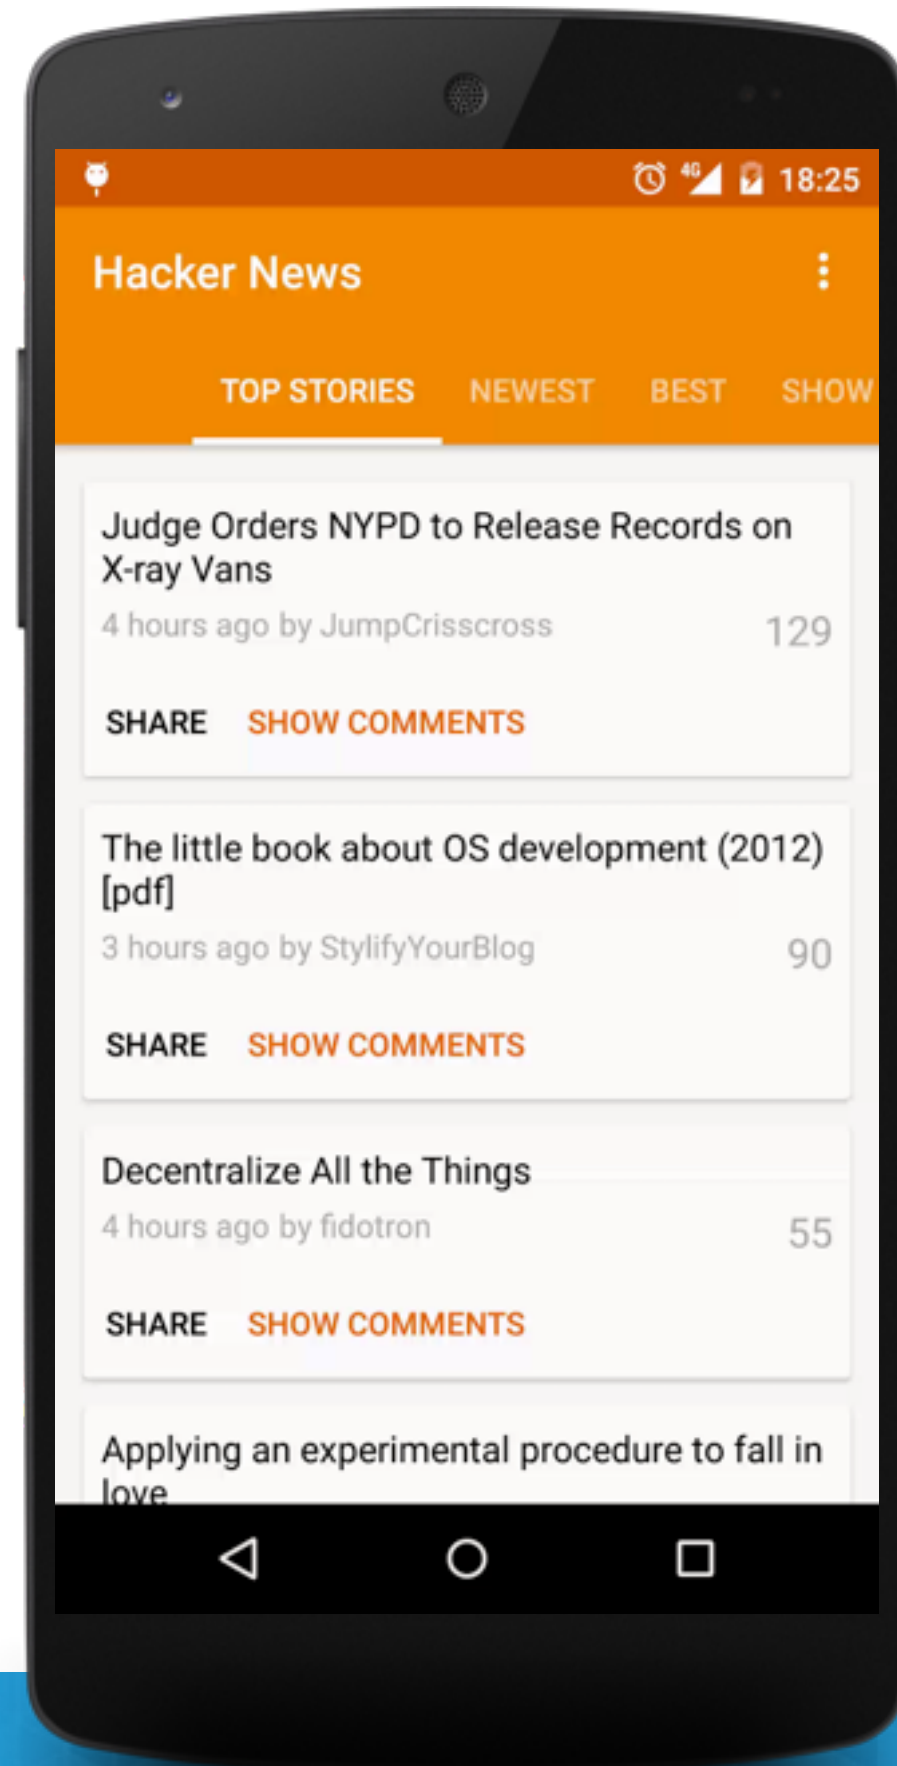 4G 18:25
Hacker News
TOP STORIES NEWEST BEST SHOW
Judge Orders NYPD to Release Records on
X-ray Vans
4 hours ago by JumpCrisscross 129
SHARE SHOW COMMENTS
The little book about OS development (2012)
[pdf]
3 hours ago by StylifyYourBlog 90
SHARE SHOW COMMENTS
Decentralize All the Things
4 hours ago by fidotron 55
SHARE SHOW COMMENTS
Applying an experimental procedure to fall in
love